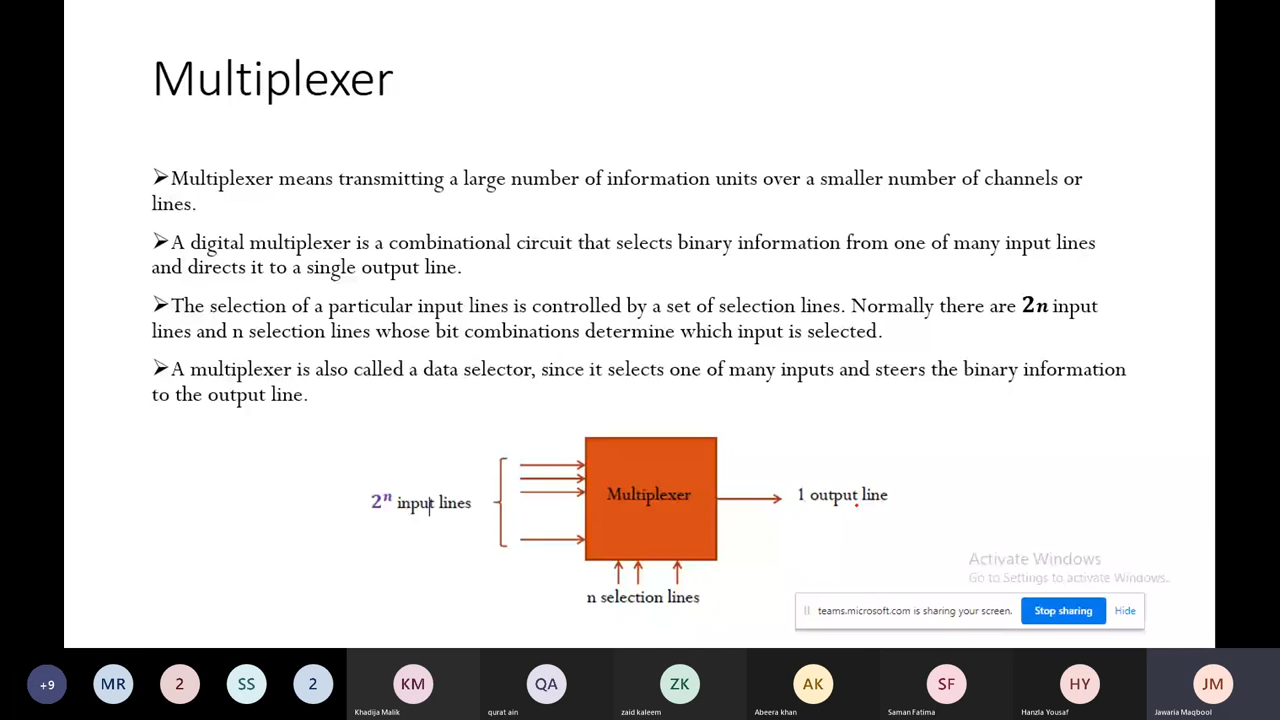 Multiplexer
➢Multiplexer means transmitting a large number of information units over a smaller number of channels or
lines.
➢A digital multiplexer is a combinational circuit that selects binary information from one of many input lines
and directs it to a single output line.
➢The selection of a particular input lines is controlled by a set of selection lines. Normally there are 2n input
lines and n selection lines whose bit combinations determine which input is selected.
➢A multiplexer is also called a data selector, since it selects one of many inputs and steers the binary information
to the output line.
2ⁿ input lines
Multiplexer
1 output line
n selection lines
Activate Windows
Go to Settings to activate Windows.
teams.microsoft.com is sharing your screen.
Stop sharing
Hide
+9
MR
2
SS
2
KM
QA
ZK
AK
SF
HY
JM
Khadija Malik
qurat ain
zaid kaleem
Abeera khan
Saman Fatima
Hanzla Yousaf
Jawaria Maqbool